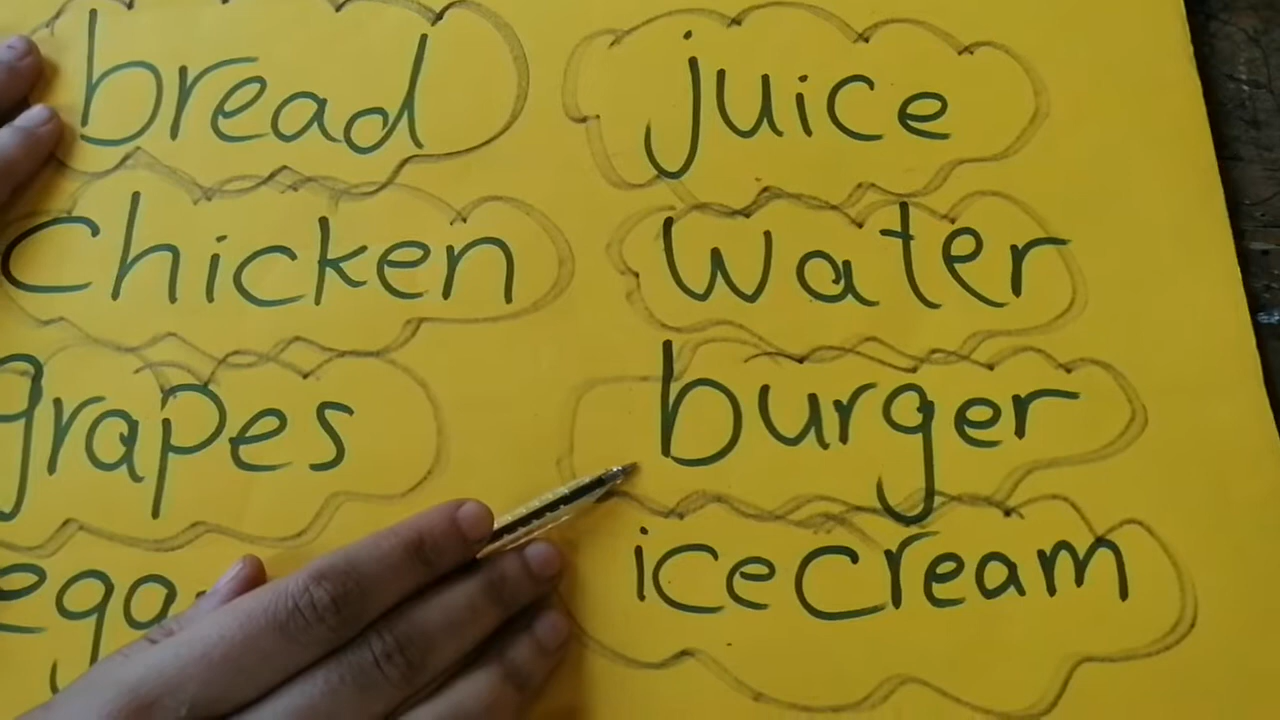 bread
juice
Chicken
water
grapes
burger
icecream